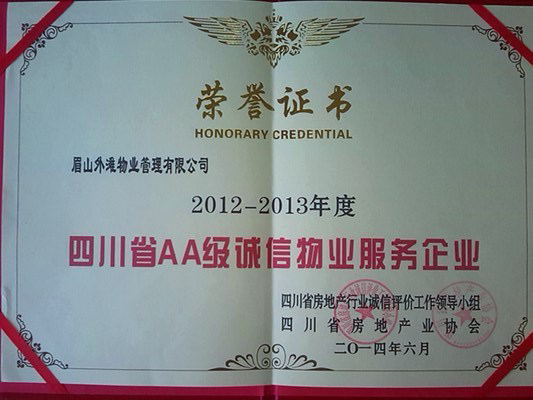 荣誉证书
HONORARY CREDENTIAL
眉山外滩物业管理有限公司
2012-2013年度
四川省AA级诚信物业服务企业
四川省房地产行业诚信评价工作领导小组
四川省房地产业协会
二〇一四年六月